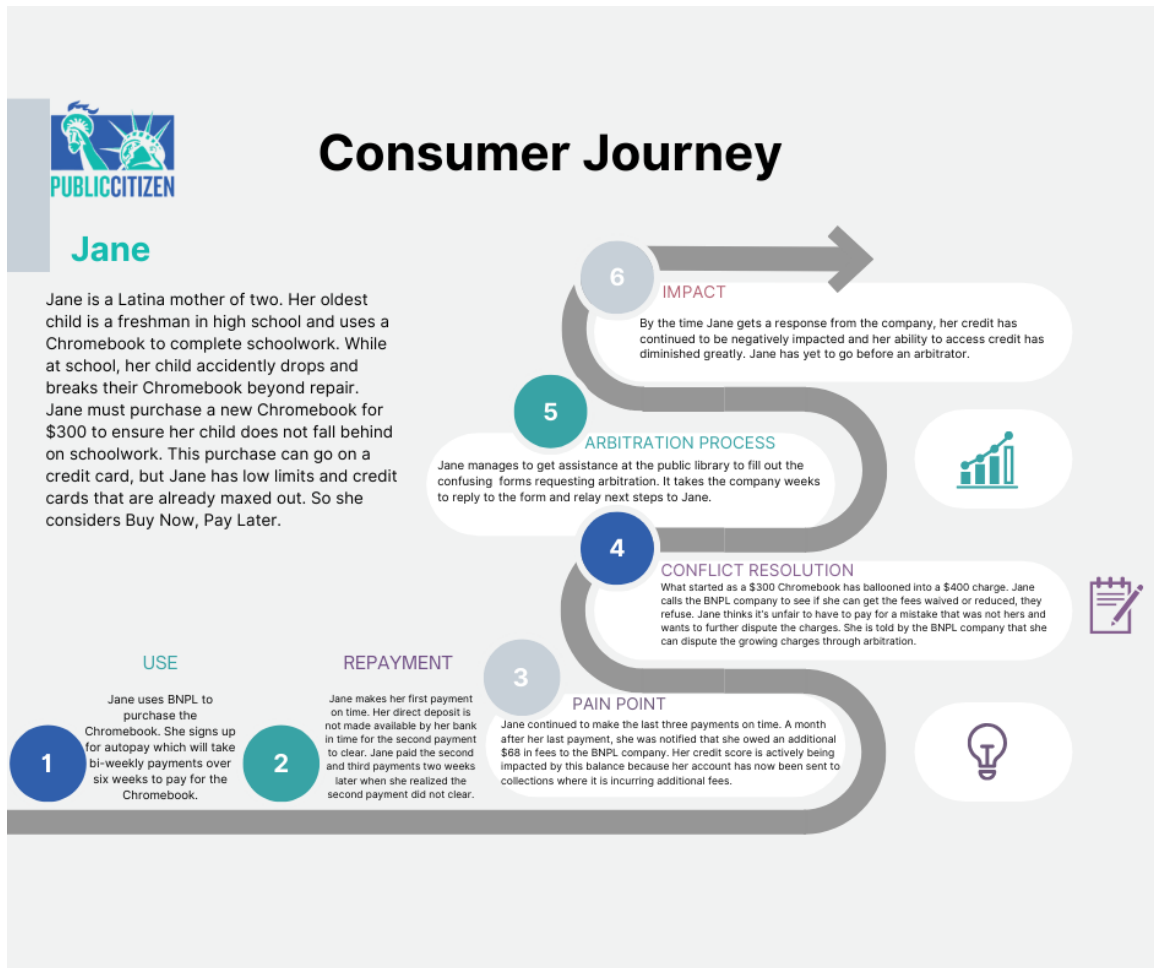 PUBLICCITIZEN
Consumer Journey
Jane
Jane is a Latina mother of two. Her oldest
child is a freshman in high school and uses a
Chromebook to complete schoolwork. While
at school, her child accidently drops and
breaks their Chromebook beyond repair.
Jane must purchase a new Chromebook for
$300 to ensure her child does not fall behind
on schoolwork. This purchase can go on a
credit card, but Jane has low limits and credit
cards that are already maxed out. So she
considers Buy Now, Pay Later.
1
USE
Jane uses BNPL to
purchase the
Chromebook. She signs up
for autopay which will take
bi-weekly payments over
six weeks to pay for the
Chromebook.
2
REPAYMENT
Jane makes her first payment
on time. Her direct deposit is
not made available by her bank
in time for the second payment
to clear. Jane paid the second
and third payments two weeks
later when she realized the
second payment did not clear.
3
PAIN POINT
Jane continued to make the last three payments on time. A month
after her last payment, she was notified that she owed an additional
$68 in fees to the BNPL company. Her credit score is actively being
impacted by this balance because her account has now been sent to
collections where it is incurring additional fees.
4
CONFLICT RESOLUTION
What started as a $300 Chromebook has ballooned into a $400 charge. Jane
calls the BNPL company to see if she can get the fees waived or reduced, they
refuse. Jane thinks it's unfair to have to pay for a mistake that was not hers and
wants to further dispute the charges. She is told by the BNPL company that she
can dispute the growing charges through arbitration.
5
ARBITRATION PROCESS
Jane manages to get assistance at the public library to fill out the
confusing forms requesting arbitration. It takes the company weeks
to reply to the form and relay next steps to Jane.
6
IMPACT
By the time Jane gets a response from the company, her credit has
continued to be negatively impacted and her ability to access credit has
diminished greatly. Jane has yet to go before an arbitrator.